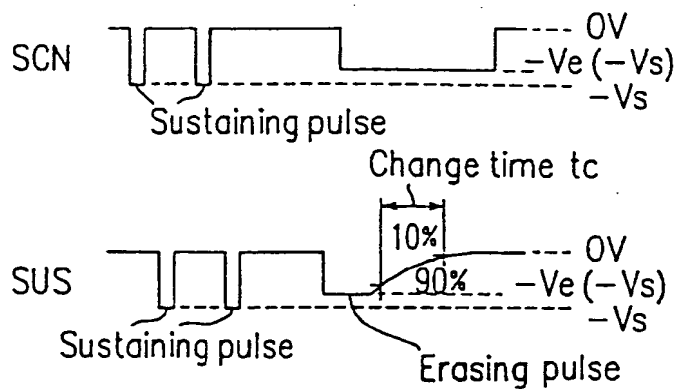 SCN
0V
-Ve (-Vs)
-Vs
Sustaining pulse
Change time tc
SUS
10%
90%
0V
-Ve (-Vs)
-Vs
Sustaining pulse
Erasing pulse